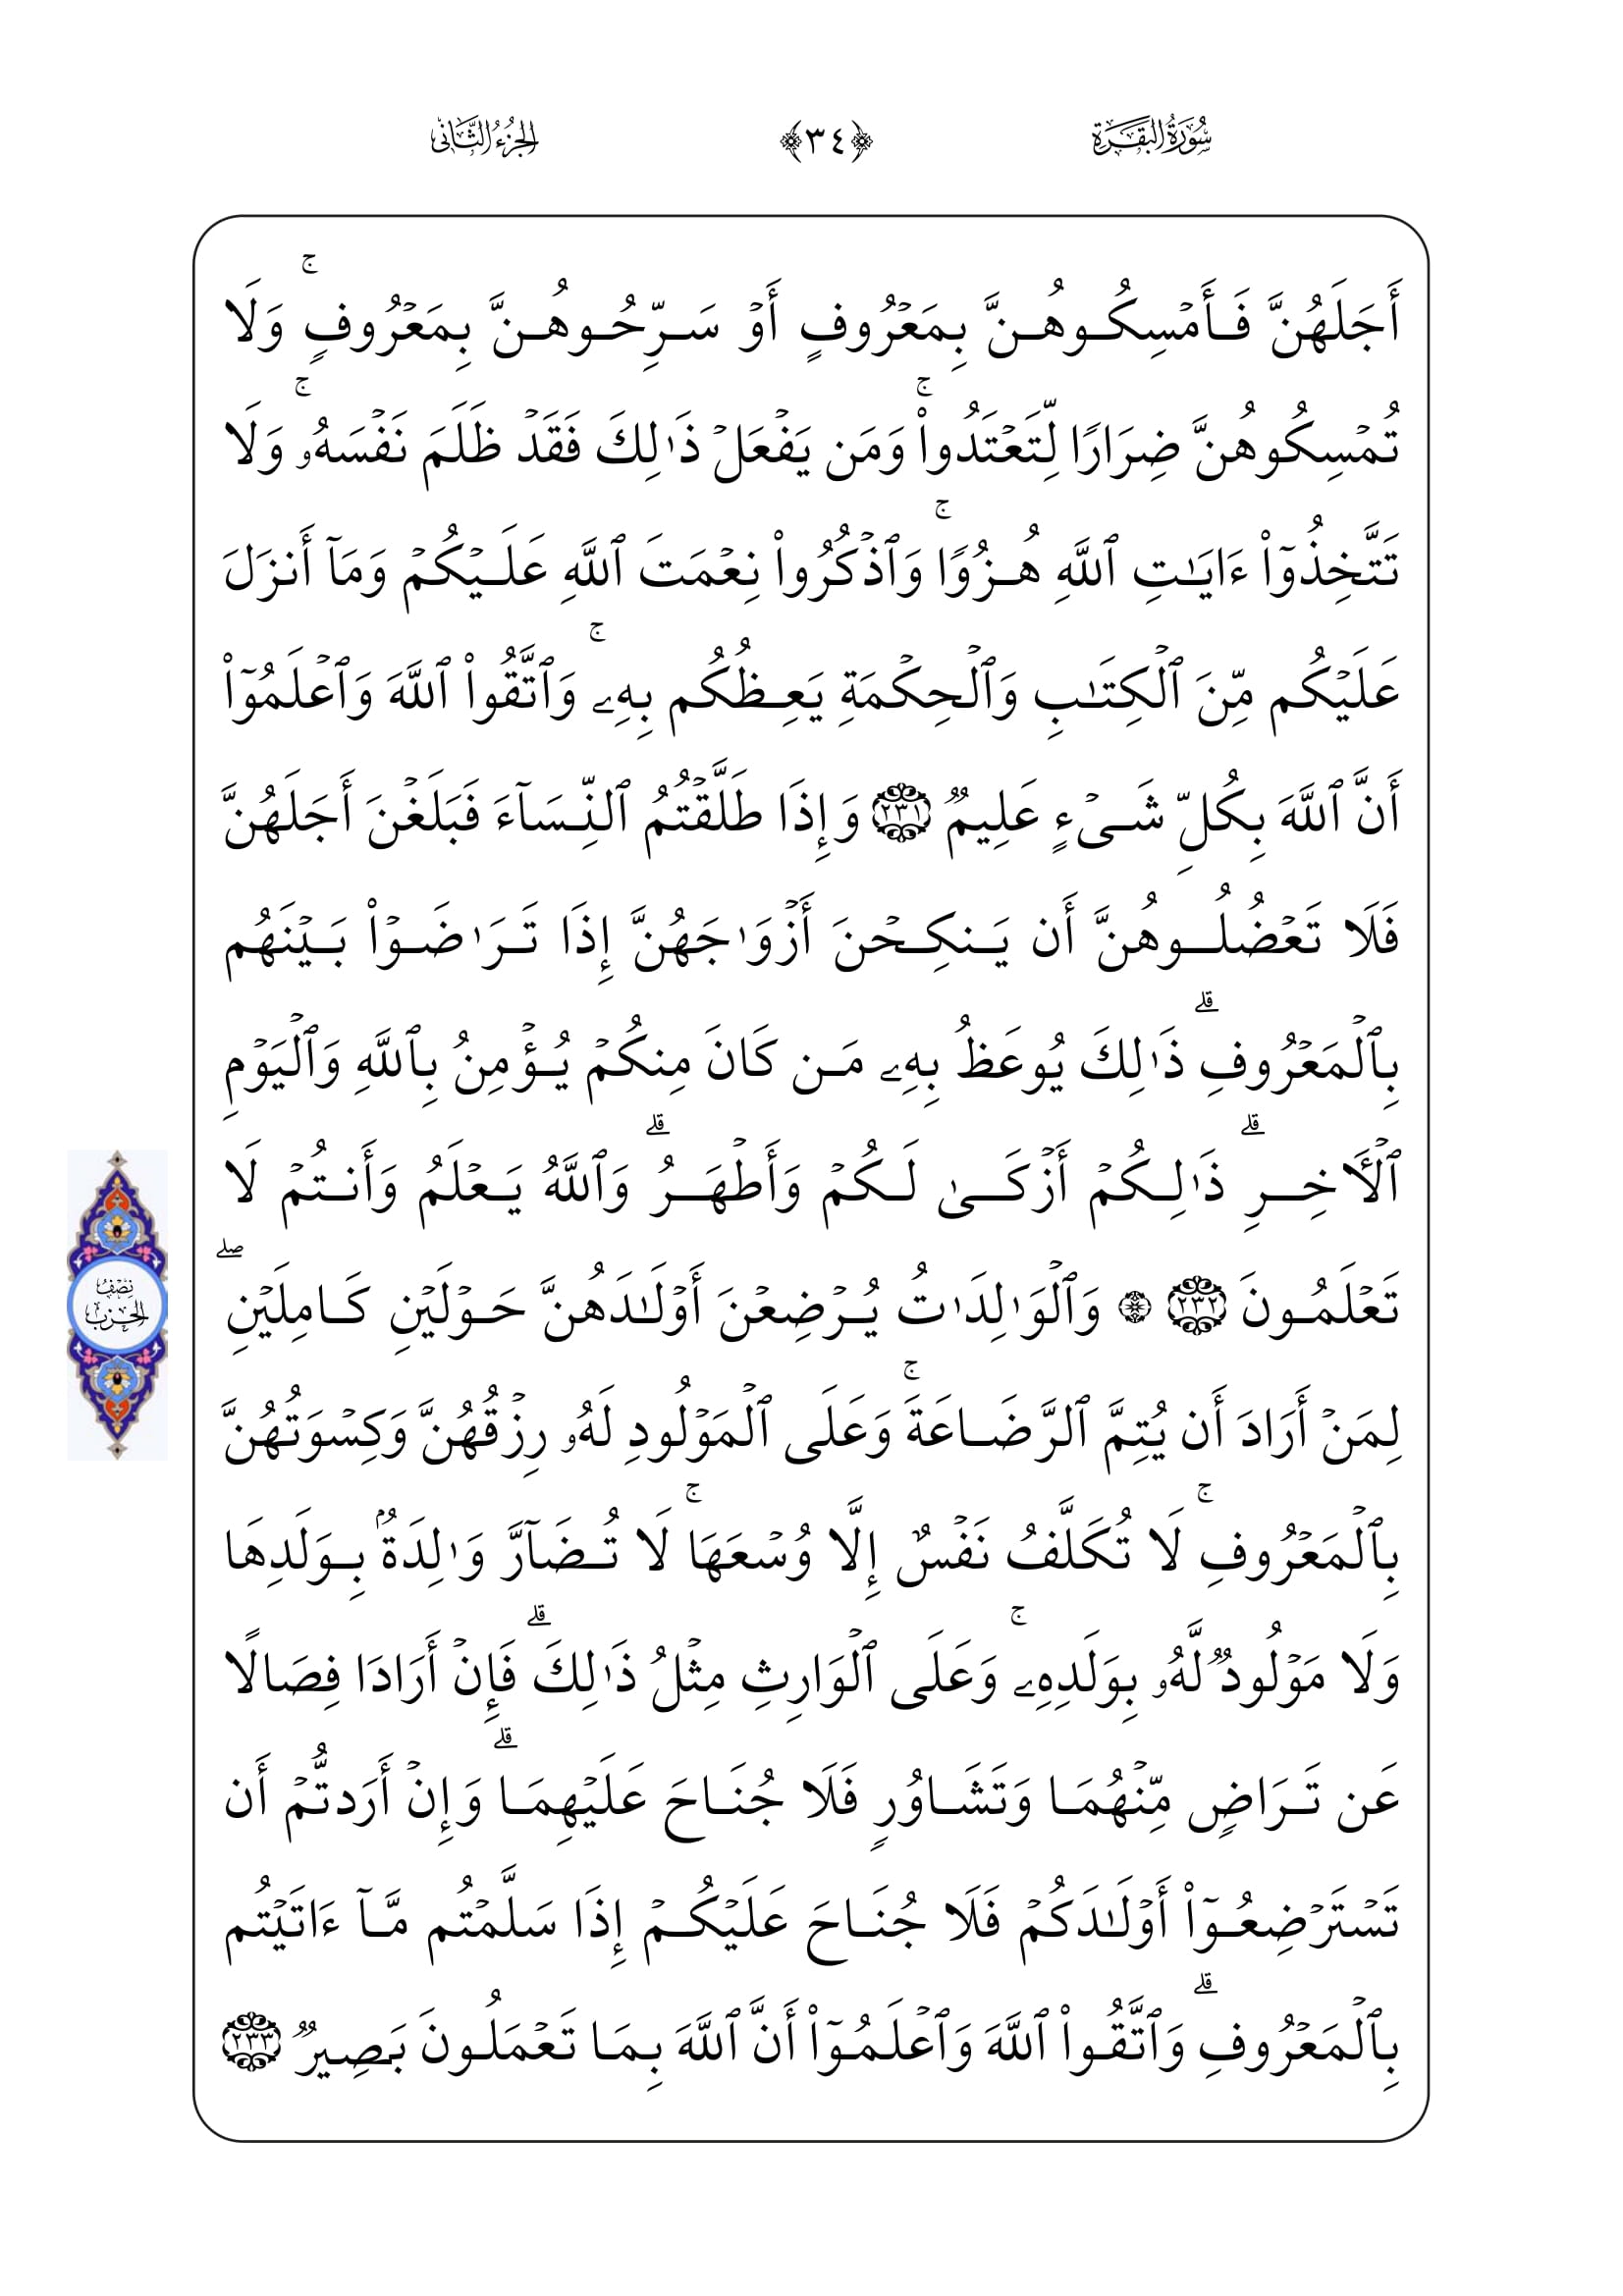 سُورَةُ البَقَرَةِ ﴿٣٤﴾ الجُزْءُ الثَّانِي
أَجَلَهُنَّ فَأَمۡسِكُوهُنَّ بِمَعۡرُوفٍ أَوۡ سَرِّحُوهُنَّ بِمَعۡرُوفٖۚ وَلَا
تُمۡسِكُوهُنَّ ضِرَارٗا لِّتَعۡتَدُواْۚ وَمَن يَفۡعَلۡ ذَٰلِكَ فَقَدۡ ظَلَمَ نَفۡسَهُۥۚ وَلَا
تَتَّخِذُوٓاْ ءَايَٰتِ ٱللَّهِ هُزُوٗاۚ وَٱذۡكُرُواْ نِعۡمَتَ ٱللَّهِ عَلَيۡكُمۡ وَمَآ أَنزَلَ
عَلَيۡكُم مِّنَ ٱلۡكِتَٰبِ وَٱلۡحِكۡمَةِ يَعِظُكُم بِهِۦۚ وَٱتَّقُواْ ٱللَّهَ وَٱعۡلَمُوٓاْ
أَنَّ ٱللَّهَ بِكُلِّ شَيۡءٍ عَلِيمٞ ٢٣١ وَإِذَا طَلَّقۡتُمُ ٱلنِّسَآءَ فَبَلَغۡنَ أَجَلَهُنَّ
فَلَا تَعۡضُلُوهُنَّ أَن يَنكِحۡنَ أَزۡوَٰجَهُنَّ إِذَا تَرَٰضَوۡاْ بَيۡنَهُم
بِٱلۡمَعۡرُوفِۗ ذَٰلِكَ يُوعَظُ بِهِۦ مَن كَانَ مِنكُمۡ يُؤۡمِنُ بِٱللَّهِ وَٱلۡيَوۡمِ
ٱلۡأٓخِرِۗ ذَٰلِكُمۡ أَزۡكَىٰ لَكُمۡ وَأَطۡهَرُۚ وَٱللَّهُ يَعۡلَمُ وَأَنتُمۡ لَا
تَعۡلَمُونَ ٢٣٢ ۞ وَٱلۡوَٰلِدَٰتُ يُرۡضِعۡنَ أَوۡلَٰدَهُنَّ حَوۡلَيۡنِ كَامِلَيۡنِۖ
لِمَنۡ أَرَادَ أَن يُتِمَّ ٱلرَّضَاعَةَۚ وَعَلَى ٱلۡمَوۡلُودِ لَهُۥ رِزۡقُهُنَّ وَكِسۡوَتُهُنَّ
بِٱلۡمَعۡرُوفِۚ لَا تُكَلَّفُ نَفۡسٌ إِلَّا وُسۡعَهَاۚ لَا تُضَآرَّ وَٰلِدَةُۢ بِوَلَدِهَا
وَلَا مَوۡلُودٞ لَّهُۥ بِوَلَدِهِۦۚ وَعَلَى ٱلۡوَارِثِ مِثۡلُ ذَٰلِكَۗ فَإِنۡ أَرَادَا فِصَالًا
عَن تَرَاضٖ مِّنۡهُمَا وَتَشَاوُرٖ فَلَا جُنَاحَ عَلَيۡهِمَاۗ وَإِنۡ أَرَدتُّمۡ أَن
تَسۡتَرۡضِعُوٓاْ أَوۡلَٰدَكُمۡ فَلَا جُنَاحَ عَلَيۡكُمۡ إِذَا سَلَّمۡتُم مَّآ ءَاتَيۡتُم
بِٱلۡمَعۡرُوفِۗ وَٱتَّقُواْ ٱللَّهَ وَٱعۡلَمُوٓاْ أَنَّ ٱللَّهَ بِمَا تَعۡمَلُونَ بَصِيرٞ ٢٣٣
نِصْفُ
الحِزْبِ